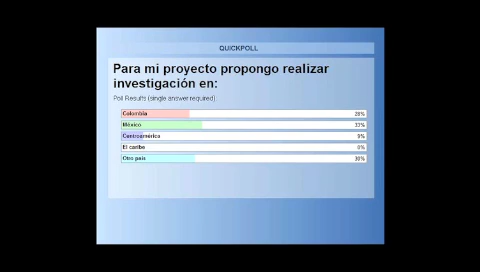 QUICKPOLL
Para mi proyecto propongo realizar
investigación en:
Poll Results (single answer required)
Colombia 28%
México 33%
Centroamérica 9%
El caribe 0%
Otro país 30%